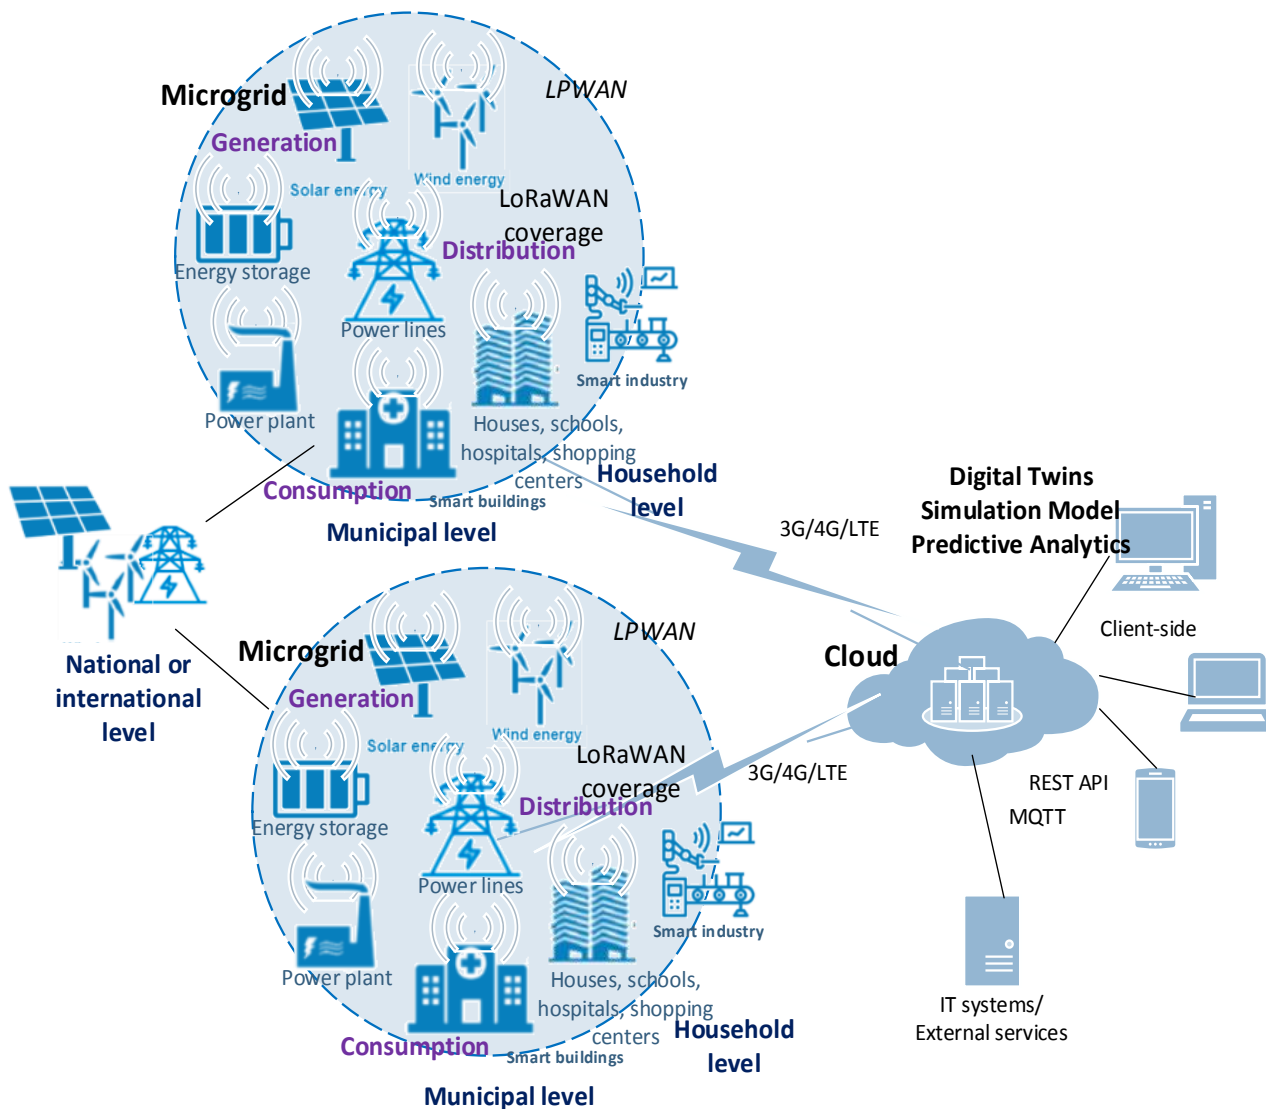 LPWAN
Microgrid
Generation
Solar energy
Wind energy
LoRaWAN
coverage
Distribution
Energy storage
Power lines
Smart industry
Power plant
Houses, schools,
hospitals, shopping
centers
Consumption
Smart buildings
Household
level
Municipal level
National or
international
level
LPWAN
Microgrid
Generation
Solar energy
Wind energy
LoRaWAN
coverage
Distribution
Energy storage
Power lines
Smart industry
Power plant
Houses, schools,
hospitals, shopping
centers
Consumption
Smart buildings
Household
level
Municipal level
3G/4G/LTE
3G/4G/LTE
Digital Twins
Simulation Model
Predictive Analytics
Cloud
Client-side
REST API
MQTT
IT systems/
External services